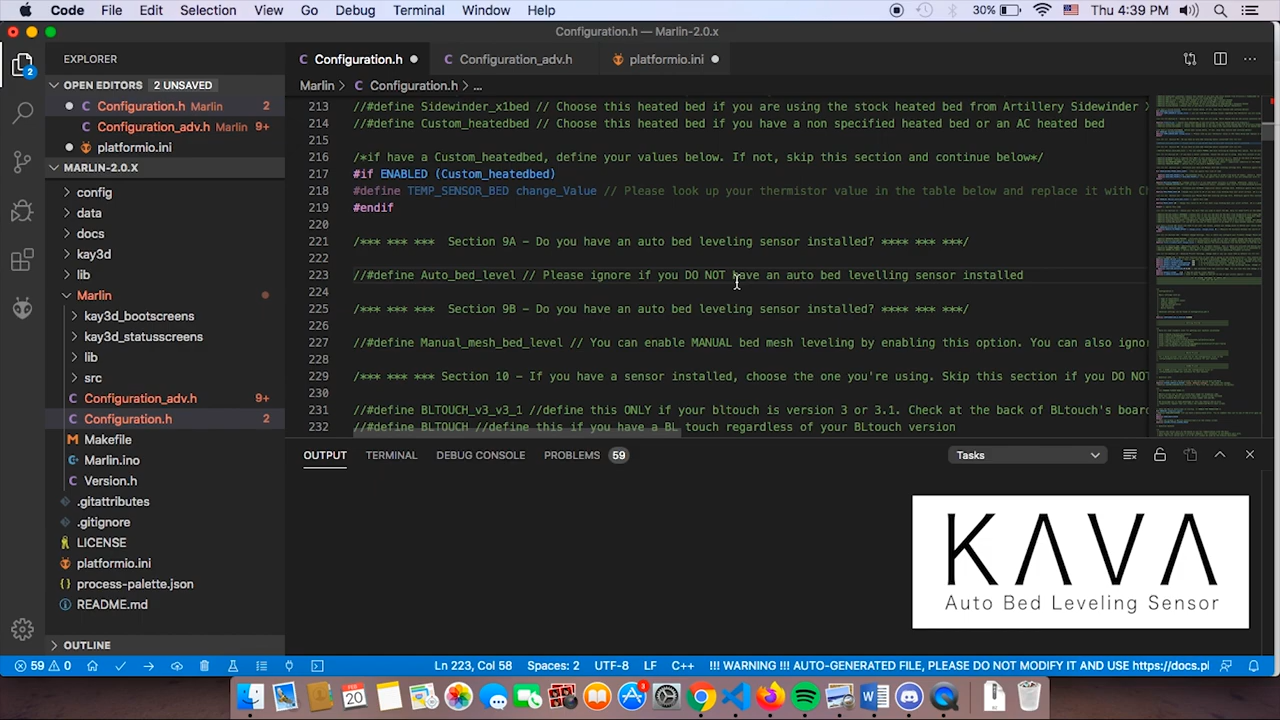 Code File Edit Selection View Go Debug Terminal Window Help 30% Thu 4:39 PM
Configuration.h — Marlin-2.0.x
EXPLORER
Configuration.h
Configuration_adv.h
platformio.ini
OPEN EDITORS 2 UNSAVED
Configuration.h Marlin 2
Configuration_adv.h Marlin 9+
platformio.ini
MARLIN-2.0.X
config
data
docs
kay3d
lib
Marlin
kay3d_bootscreens
kay3d_statusscreens
lib
src
Configuration_adv.h 9+
Configuration.h 2
Makefile
Marlin.ino
Version.h
.gitattributes
.gitignore
LICENSE
platformio.ini
process-palette.json
README.md
OUTLINE
2
Marlin > Configuration.h > ...
213 //#define Sidewinder_x1bed // Choose this heated bed if you are using the stock heated bed from Artillery Sidewinder
214 //#define Custom_heatedbed // Choose this heated bed if you have a non specified heated bed or an AC heated bed
215
216 /*if have a Custom_heatedbed, define your values below. If not, skip this section and continue below*/
217 #if ENABLED (Custom_heatedbed)
218 #define TEMP_SENSOR_BED change_Value // Please look up your thermistor value in the table below and replace it with
219 #endif
220
221 /*** *** *** Section 9A - Do you have an auto bed leveling sensor installed? **** *** ***/
222
223 //#define Auto_bed_level // Please ignore if you DO NOT have an auto bed levelling sensor installed
224
225 /*** *** *** Section 9B - Do you have an auto bed leveling sensor installed? **** *** ***/
226
227 //#define Manual_mesh_bed_level // You can enable MANUAL bed mesh leveling by enabling this option. You can also ignor
228
229 /*** *** *** Section 10 - If you have a sensor installed, choose the one you're using. Skip this section if you DO NOT
230
231 //#define BLTOUCH_V3_v3_1 //define this ONLY if your bltouch is version 3 or 3.1. Check at the back of BLtouch's board
232 //#define BLTOUCH //define this if you have a BL touch regardless of your BLtouch version
OUTPUT TERMINAL DEBUG CONSOLE PROBLEMS 59 Tasks
KAVA
Auto Bed Leveling Sensor
59 0 Ln 223, Col 58 Spaces: 2 UTF-8 LF C++ !!! WARNING !!! AUTO-GENERATED FILE, PLEASE DO NOT MODIFY IT AND USE https://docs.pl